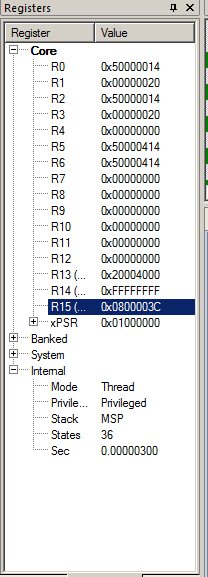 Registers
Register Value
Core
R0 0x50000014
R1 0x00000020
R2 0x50000014
R3 0x00000020
R4 0x00000000
R5 0x50000414
R6 0x50000414
R7 0x00000000
R8 0x00000000
R9 0x00000000
R10 0x00000000
R11 0x00000000
R12 0x00000000
R13 (... 0x20004000
R14 (... 0xFFFFFFFF
R15 (... 0x0800003C
xPSR 0x01000000
Banked
System
Internal
Mode Thread
Privile... Privileged
Stack MSP
States 36
Sec 0.00000300